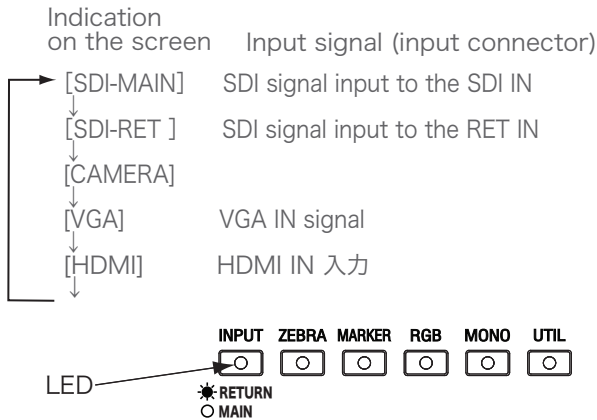 Indication
on the screen Input signal (input connector)
[SDI-MAIN] SDI signal input to the SDI IN
[SDI-RET ] SDI signal input to the RET IN
[CAMERA]
[VGA] VGA IN signal
[HDMI] HDMI IN 入力
INPUT ZEBRA MARKER RGB MONO UTIL
LED
RETURN
MAIN